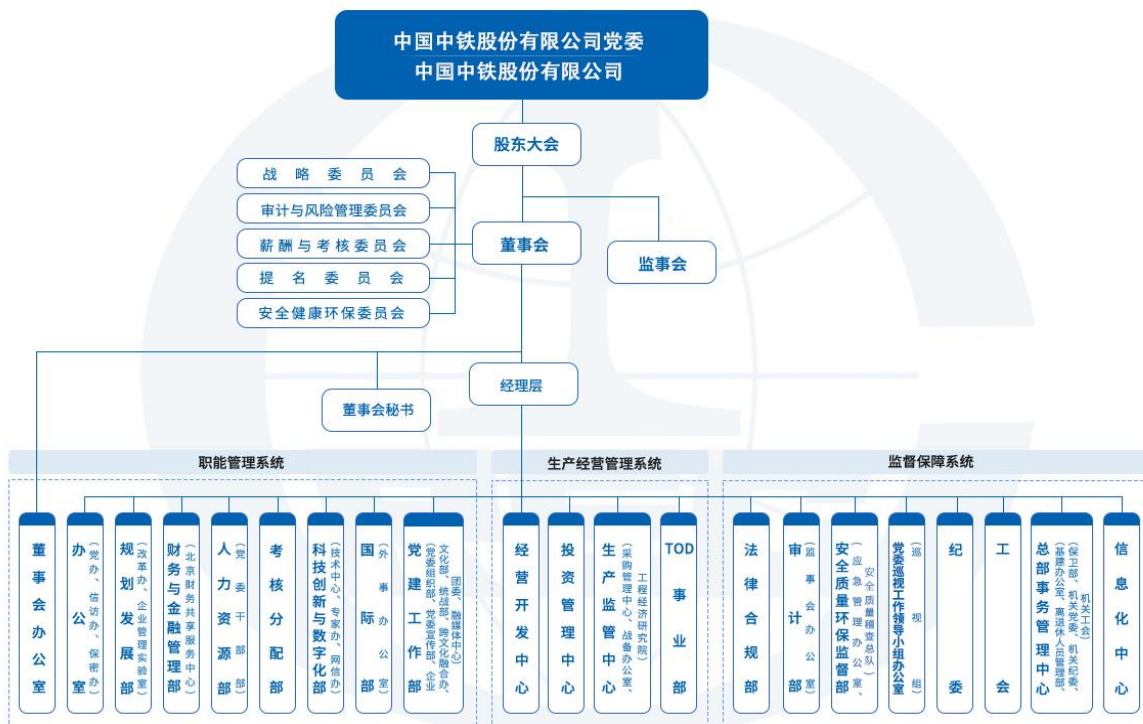 中国中铁股份有限公司党委
中国中铁股份有限公司
股东大会
战略委员会
审计与风险管理委员会
薪酬与考核委员会
提名委员会
安全健康环保委员会
董事会
监事会
经理层
董事会秘书
职能管理系统
生产经营管理系统
监督保障系统
董事会办公室
办公室
（党办、信访办、保密办）
规划发展部
（改革办、企业管理实验室）
财务与金融管理部
（北京财务共享服务中心）
人力资源部
（党委干部部）
考核分配部
科技创新与数字化部
（技术中心、专家办、网信办）
国际部
（外事办公室）
党建工作部
（党委组织部、党委宣传部、企业
文化部、统战部、跨文化融合办、
团委、融媒体中心）
经营开发中心
投资管理中心
生产监管中心
（采购管理中心、战备办公室、
工程经济研究院）
TOD事业部
法律合规部
审计部
（监事会办公室）
安全质量环保监督部
（应急管理办公室、
安全质量稽查总队）
党委巡视工作领导小组办公室
（巡视组）
纪委
工会
总部事务管理中心
（基建办公室、离退休人员管理部、
保卫部、机关党委、机关纪委、
机关工会）
信息化中心